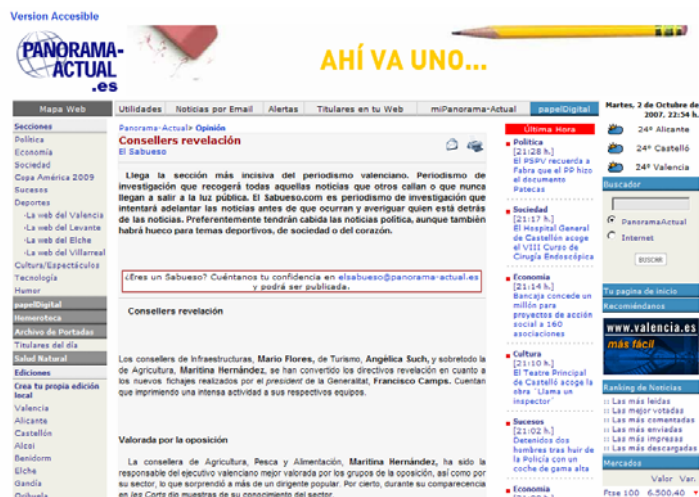 Version Accesible
PANORAMA-
ACTUAL
.es
AHÍ VA UNO...
Mapa Web
Utilidades
Noticias por Email
Alertas
Titulares en tu Web
miPanorama-Actual
papelDigital
Martes, 2 de Octubre de
2007, 22:54 h.
Secciones
Política
Economía
Sociedad
Copa América 2009
Sucesos
Deportes
-La web del Valencia
-La web del Levante
-La web del Elche
-La web del Villarreal
Cultura/Espectáculos
Tecnología
Humor
papelDigital
Hemeroteca
Archivo de Portadas
Titulares del día
Salud Natural
Ediciones
Crea tu propia edición
local
Valencia
Alicante
Castellón
Alcoi
Benidorm
Elche
Gandía
Orihuela
Panorama-Actual> Opinión
Consellers revelación
El Sabueso
Llega la sección más incisiva del periodismo valenciano. Periodismo de
investigación que recogerá todas aquellas noticias que otros callan o que nunca
llegan a salir a la luz pública. El Sabueso.com es periodismo de investigación que
intentará adelantar las noticias antes de que ocurran y averiguar quien está detrás
de las noticias. Preferentemente tendrán cabida las noticias política, aunque también
habrá hueco para temas deportivos, de sociedad o del corazón.
¿Eres un Sabueso? Cuéntanos tu confidencia en elsabueso@panorama-actual.es
y podrá ser publicada.
Consellers revelación
Los consellers de Infraestructuras, Mario Flores, de Turismo, Angélica Such, y sobretodo la
de Agricultura, Maritina Hernández, se han convertido los directivos revelación en cuanto a
los nuevos fichajes realizados por el president de la Generalitat, Francisco Camps. Cuentan
que imprimiendo una intensa actividad a sus respectivos equipos.
Valorada por la oposición
La consellera de Agricultura, Pesca y Alimentación, Maritina Hernández, ha sido la
responsable del ejecutivo valenciano mejor valorada por los grupos de la oposición, así como por
su sector, lo que sorprendió a más de un dirigente popular. Por cierto, durante su comparecencia
en les Corts dio muestras de su conocimiento del sector.
Última Hora
Política
[21:28 h.]
El PSPV recuerda a
Fabra que el PP hizo
el documento
Patecas
Sociedad
[21:17 h.]
El Hospital General
de Castellón acoge
el VIII Curso de
Cirugía Endoscópica
Economía
[21:14 h.]
Bancaja concede un
millón para
proyectos de acción
social a 160
asociaciones
Cultura
[21:10 h.]
El Teatre Principal
de Castelló acoge la
obra 'Llama un
inspector'
Sucesos
[21:02 h.]
Detenidos dos
hombres tras huir de
la Policía con un
coche de gama alta
Economía
24º Alicante
24º Castelló
24º Valencia
Buscador
PanoramaActual
Internet
BUSCAR
Tu pagina de inicio
Recomiéndanos
www.valencia.es
más fácil
Ranking de Noticias
:: Las más leidas
:: Las mejor votadas
:: Las más comentadas
:: Las más enviadas
:: Las más impresas
:: Las más descargadas
Mercados
Valor
Ftse 100 6.500,40